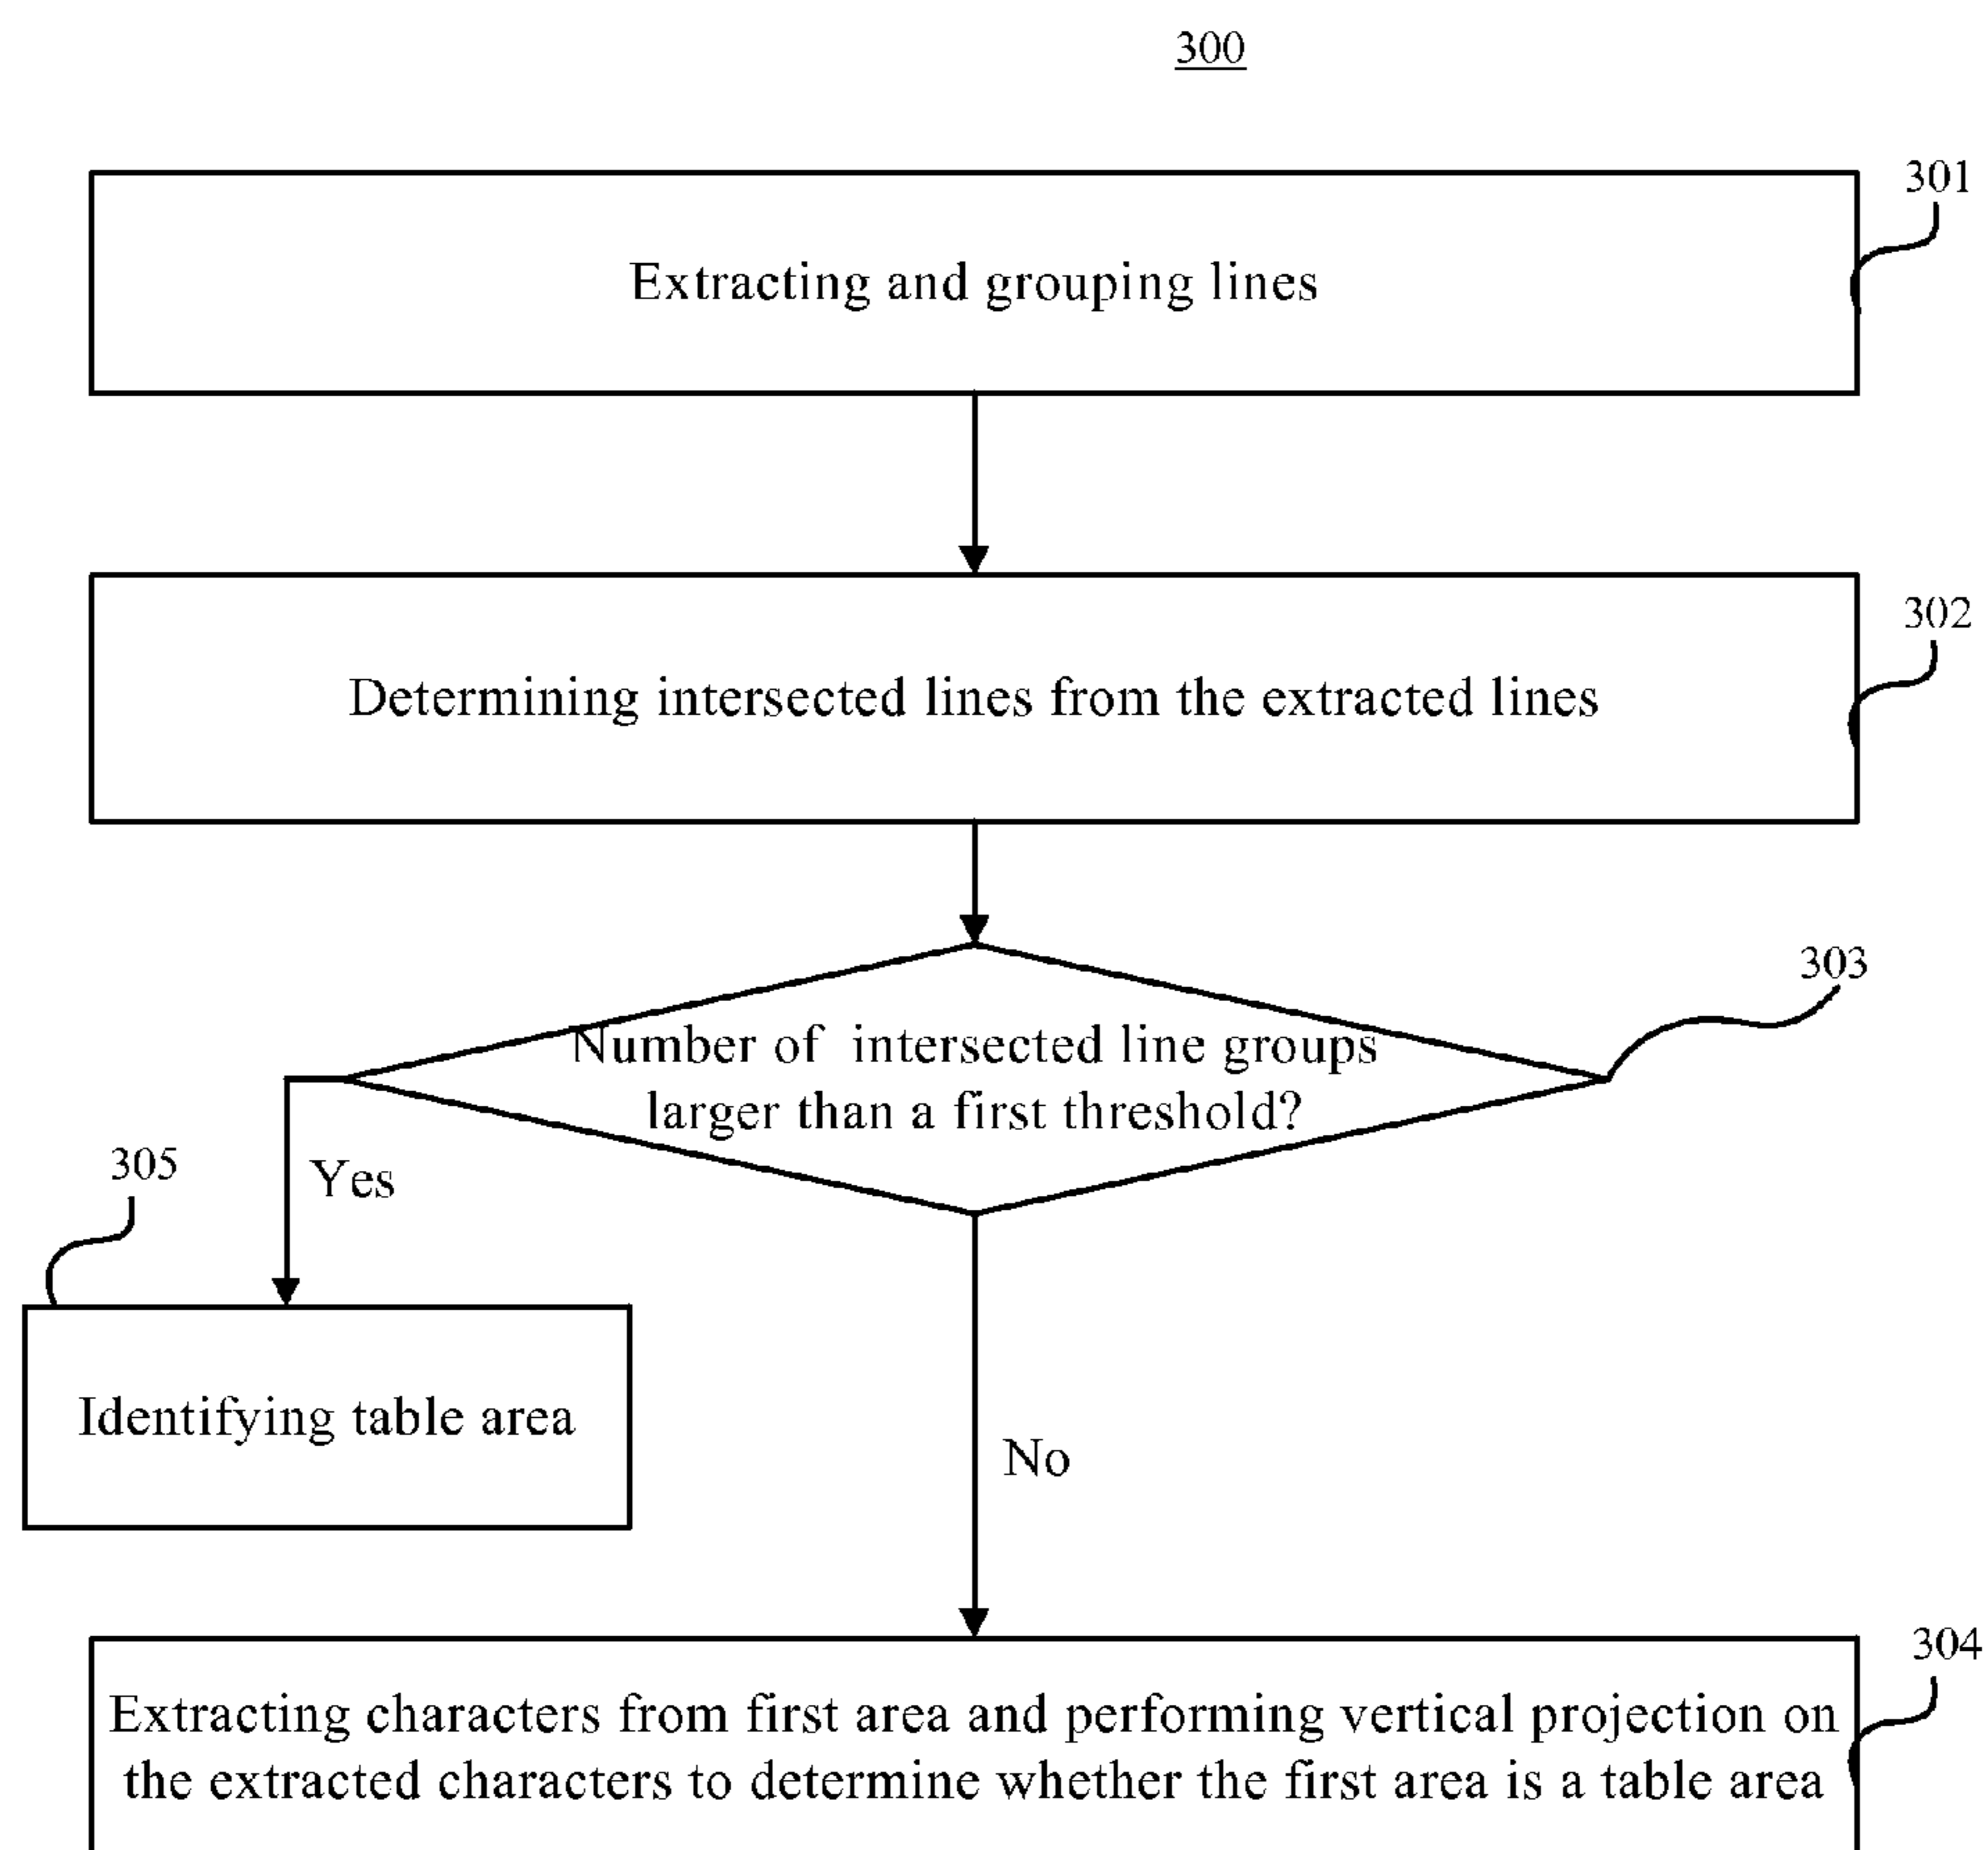 300
301
Extracting and grouping lines
302
Determining intersected lines from the extracted lines
303
Number of intersected line groups
larger than a first threshold?
305
Yes
Identifying table area
No
304
Extracting characters from first area and performing vertical projection on
the extracted characters to determine whether the first area is a table area